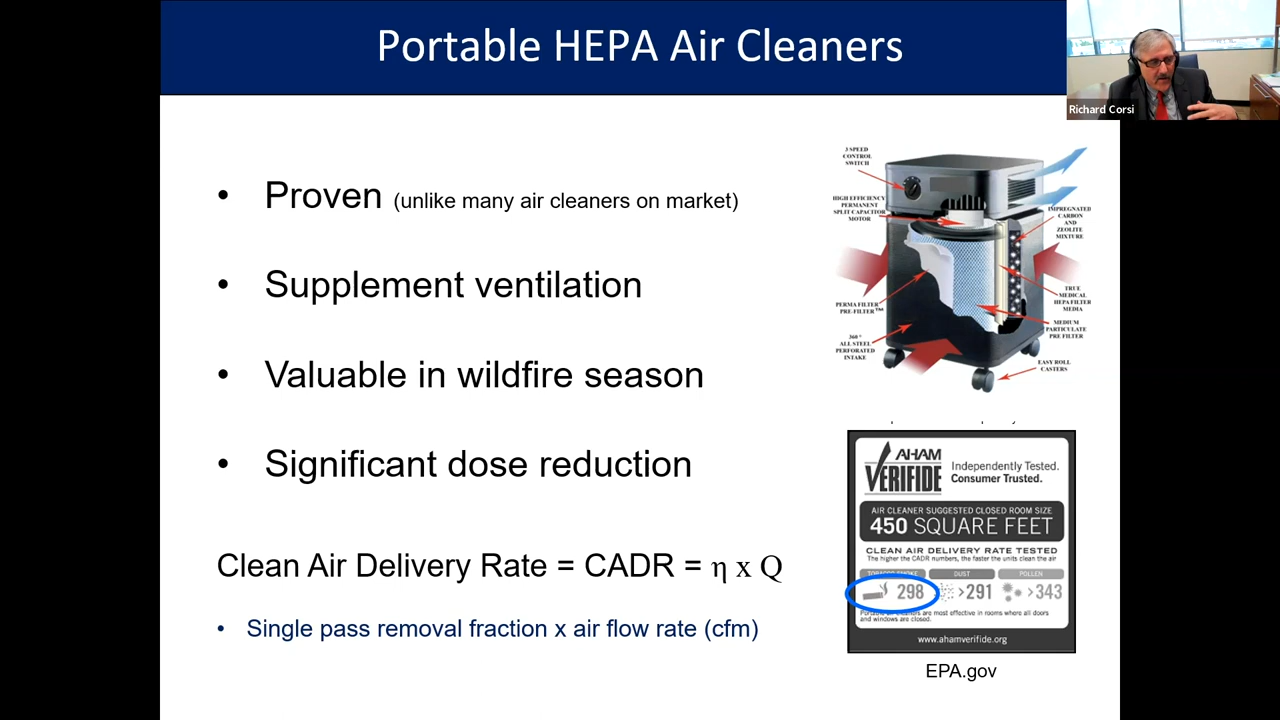 Portable HEPA Air Cleaners
Richard Corsi
• Proven (unlike many air cleaners on market)
• Supplement ventilation
• Valuable in wildfire season
• Significant dose reduction
Clean Air Delivery Rate = CADR = η x Q
• Single pass removal fraction x air flow rate (cfm)
3 SPEED
CONTROL
SWITCH
HIGH EFFICIENCY
PERMANENT
SPLIT CAPACITOR
MOTOR
PERMA FILTER
PRE-FILTER™
360°
ALL STEEL
PERFORATED
INTAKE
IMPREGNATED
CARBON
AND
ZEOLITE
MIXTURE
TRUE
MEDICAL
HEPA FILTER
MEDIA
MEDIUM
PARTICULATE
PRE FILTER
EASY ROLL
CASTERS
AHAM
VERIFIDE
Independently Tested.
Consumer Trusted.
AIR CLEANER SUGGESTED CLOSED ROOM SIZE
450 SQUARE FEET
CLEAN AIR DELIVERY RATE TESTED
The higher the CADR numbers, the faster the units clean the air
TOBACCO SMOKE DUST POLLEN
298 >291 >343
Portable air cleaners are most effective in rooms where all doors
and windows are closed.
www.ahamverifide.org
EPA.gov